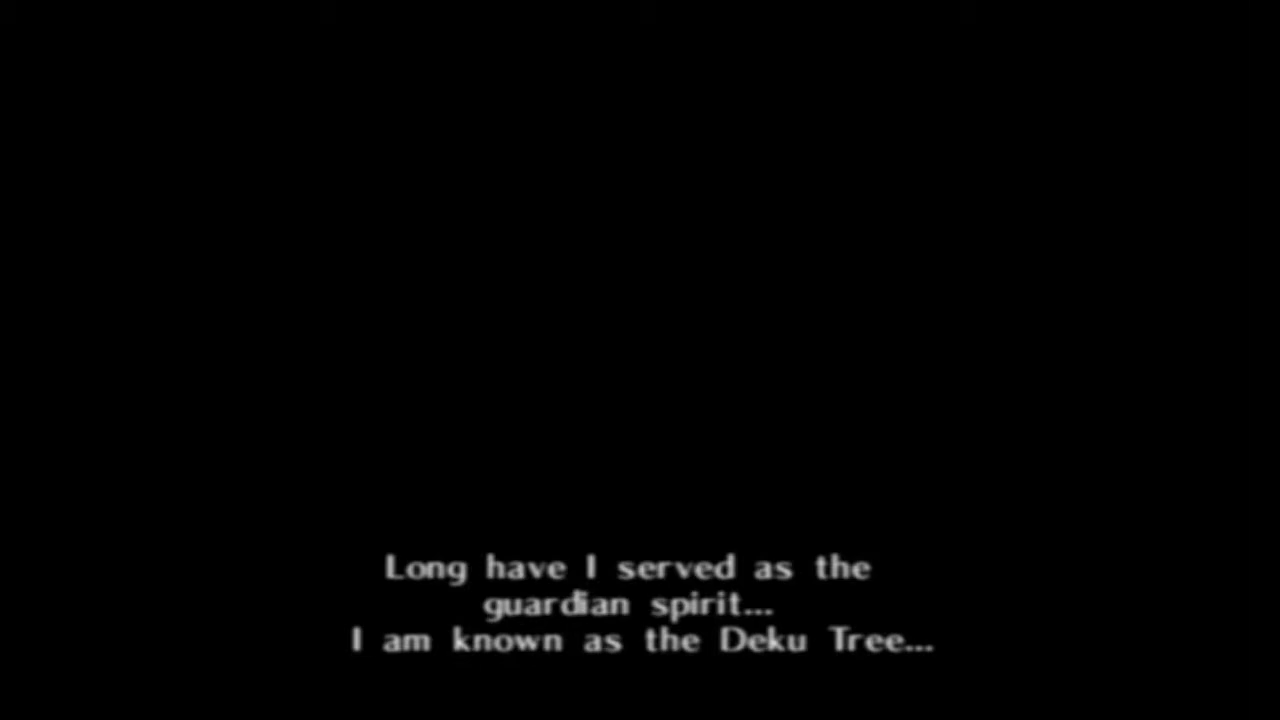 Long have I served as the
guardian spirit...
I am known as the Deku Tree...